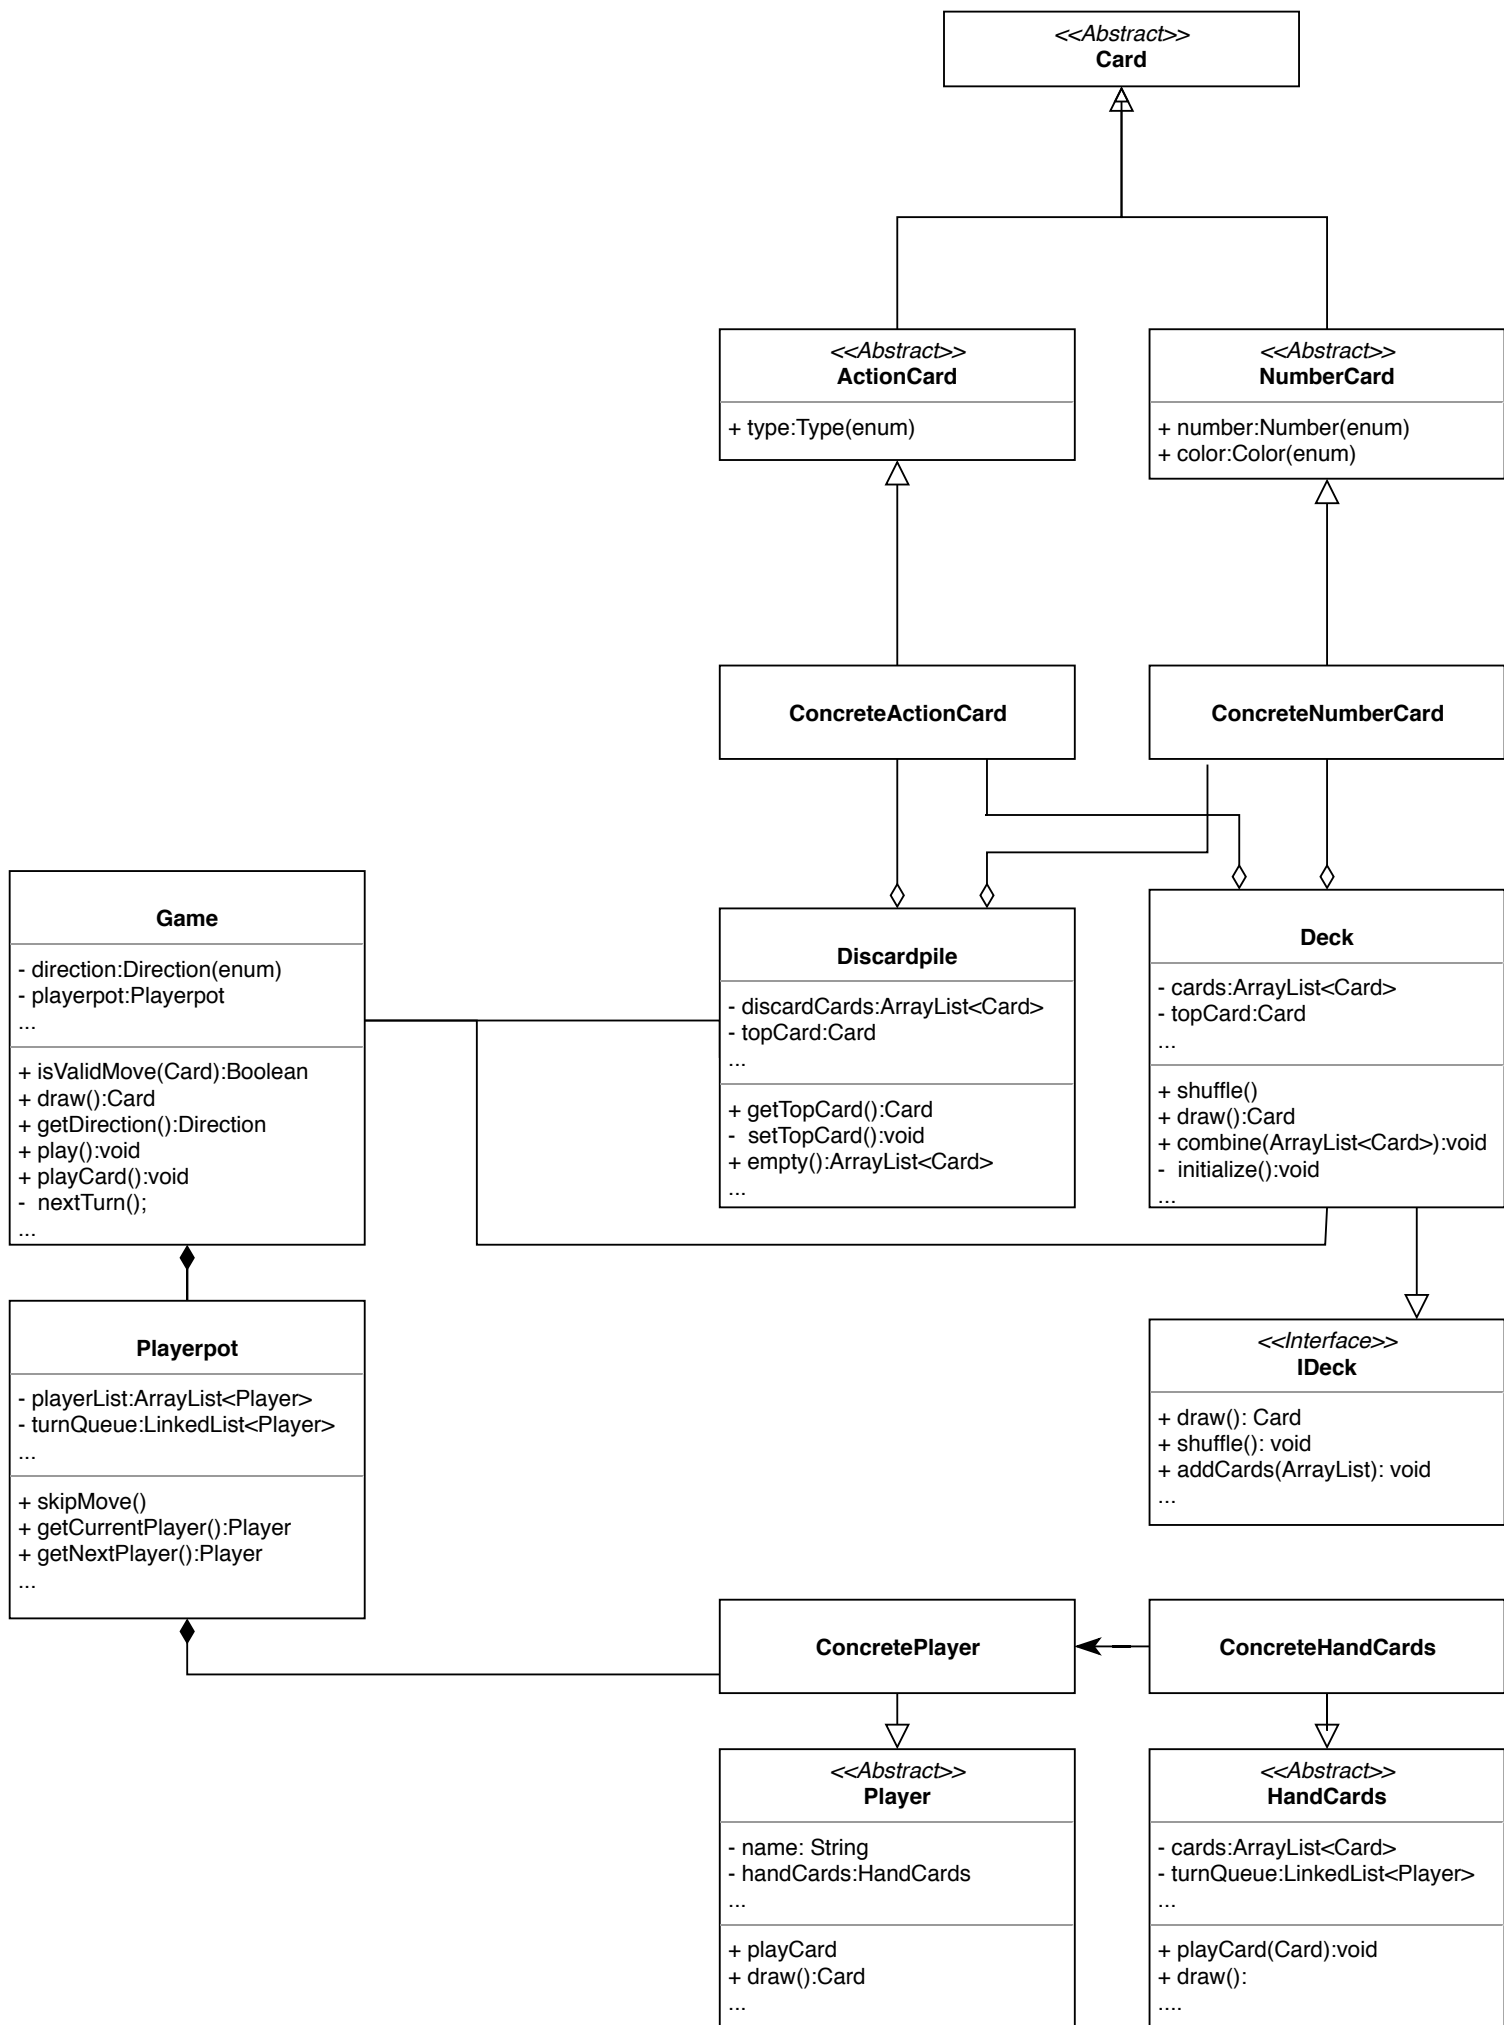 <<Abstract>>
Card
<<Abstract>>
ActionCard
+ type:Type(enum)
<<Abstract>>
NumberCard
+ number:Number(enum)
+ color:Color(enum)
ConcreteActionCard
ConcreteNumberCard
Game
- direction:Direction(enum)
- playerpot:Playerpot
...
+ isValidMove(Card):Boolean
+ draw():Card
+ getDirection():Direction
+ play():void
+ playCard():void
- nextTurn();
...
Discardpile
- discardCards:ArrayList<Card>
- topCard:Card
...
+ getTopCard():Card
- setTopCard():void
+ empty():ArrayList<Card>
...
Deck
- cards:ArrayList<Card>
- topCard:Card
...
+ shuffle()
+ draw():Card
+ combine(ArrayList<Card>):void
- initialize():void
...
Playerpot
- playerList:ArrayList<Player>
- turnQueue:LinkedList<Player>
...
+ skipMove()
+ getCurrentPlayer():Player
+ getNextPlayer():Player
...
<<Interface>>
IDeck
+ draw(): Card
+ shuffle(): void
+ addCards(ArrayList): void
...
ConcretePlayer
ConcreteHandCards
<<Abstract>>
Player
- name: String
- handCards:HandCards
...
+ playCard
+ draw():Card
...
<<Abstract>>
HandCards
- cards:ArrayList<Card>
- turnQueue:LinkedList<Player>
...
+ playCard(Card):void
+ draw():
....